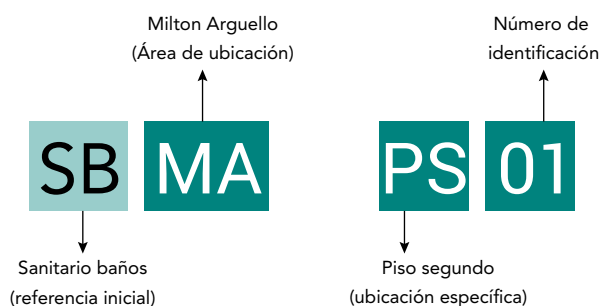 Milton Arguello
(Área de ubicación)
Número de
identificación
SB MA PS 01
Sanitario baños
(referencia inicial)
Piso segundo
(ubicación específica)